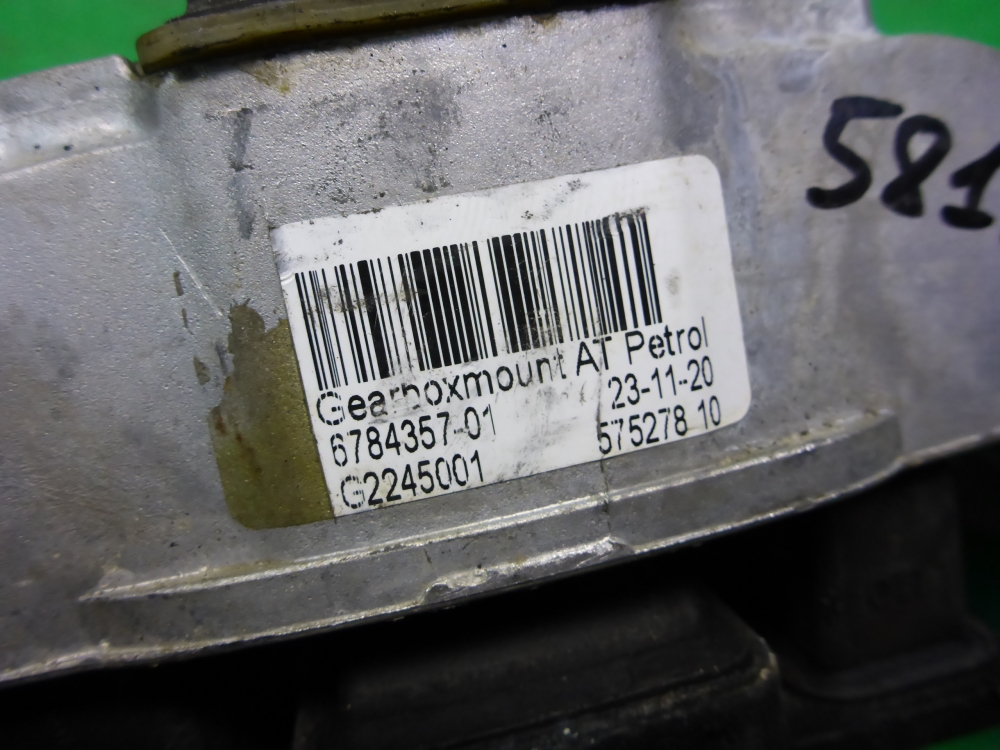 581
Gearboxmount AT Petrol
6784357-01 23-11-20
G2245001 575278 10